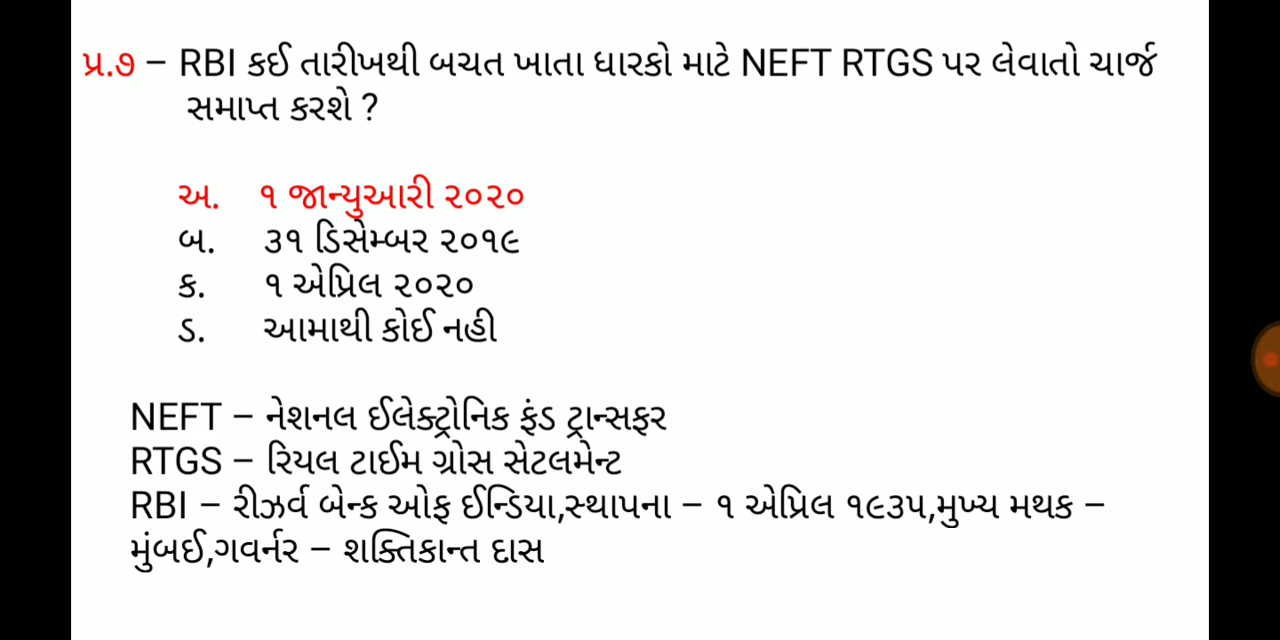 પ્ર.૭ – RBI કઈ તારીખથી બચત ખાતા ધારકો માટે NEFT RTGS પર લેવાતો ચાર્જ
સમાપ્ત કરશે ?
અ. ૧ જાન્યુઆરી ૨૦૨૦
બ. ૩૧ ડિસેમ્બર ૨૦૧૯
ક. ૧ એપ્રિલ ૨૦૨૦
ડ. આમાથી કોઈ નહી
NEFT – નેશનલ ઈલેક્ટ્રોનિક ફંડ ટ્રાન્સફર
RTGS – રિયલ ટાઈમ ગ્રોસ સેટલમેન્ટ
RBI – રીઝર્વ બેન્ક ઓફ ઈન્ડિયા,સ્થાપના – ૧ એપ્રિલ ૧૯૩૫,મુખ્ય મથક –
મુંબઈ,ગવર્નર – શક્તિકાન્ત દાસ